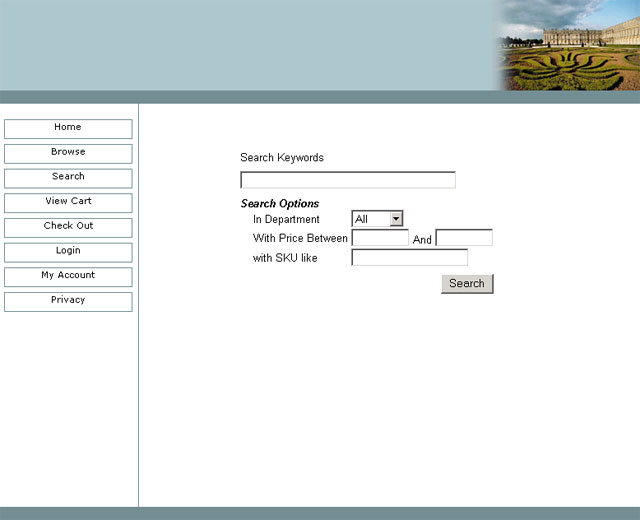 Home
Browse
Search
View Cart
Check Out
Login
My Account
Privacy
Search Keywords
Search Options
In Department All
With Price Between And
with SKU like
Search